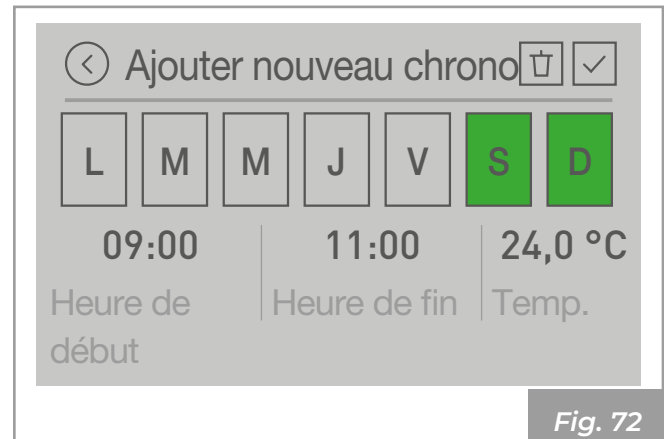 Ajouter nouveau chrono
L M M J V S D
09:00 11:00 24,0 °C
Heure de début Heure de fin Temp.
Fig. 72